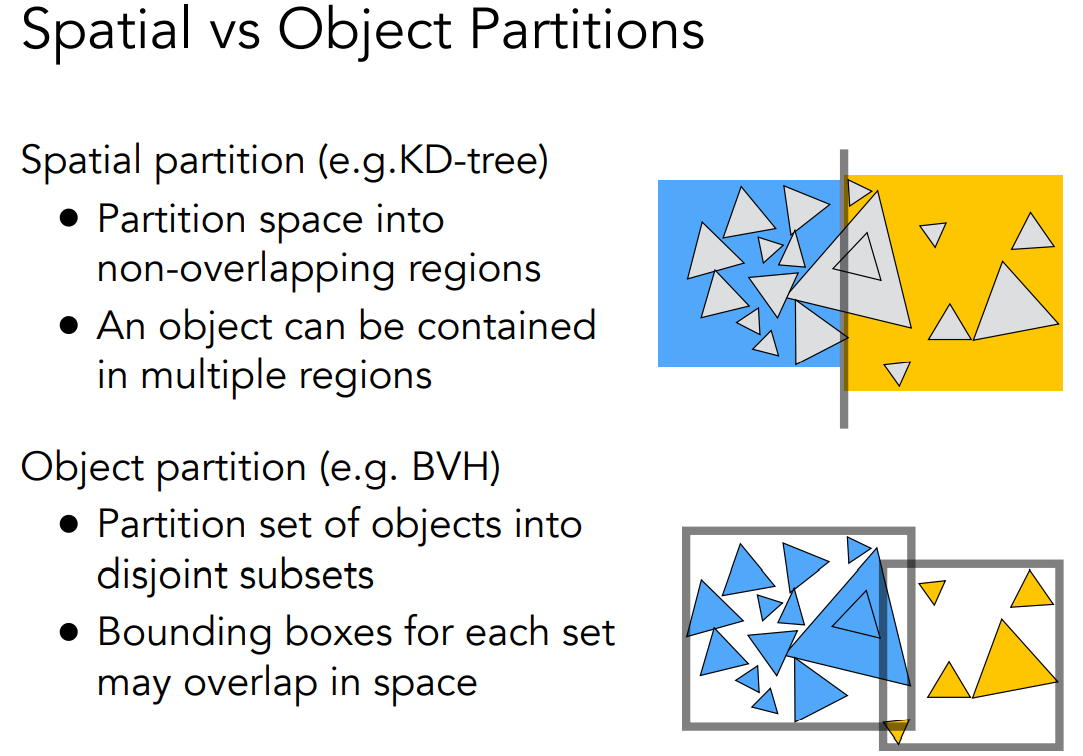 Spatial vs Object Partitions
Spatial partition (e.g.KD-tree)
● Partition space into
non-overlapping regions
● An object can be contained
in multiple regions
Object partition (e.g. BVH)
● Partition set of objects into
disjoint subsets
● Bounding boxes for each set
may overlap in space